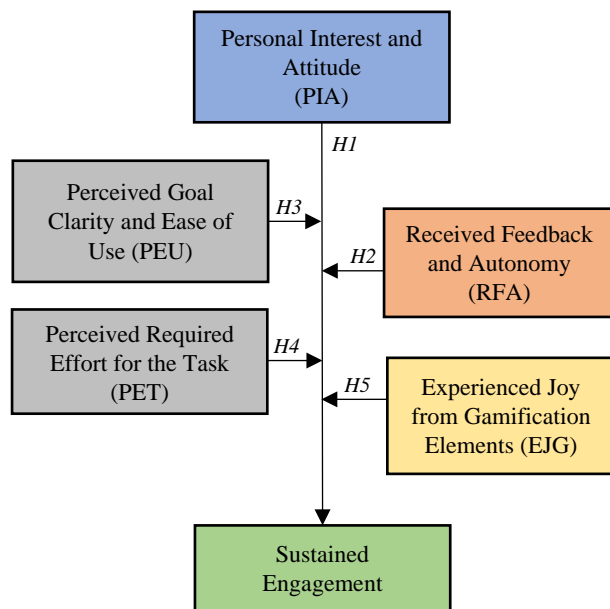 Personal Interest and
Attitude
(PIA)
H1
Perceived Goal
Clarity and Ease of
Use (PEU)
H3
H2
Received Feedback
and Autonomy
(RFA)
Perceived Required
Effort for the Task
(PET)
H4
H5
Experienced Joy
from Gamification
Elements (EJG)
Sustained
Engagement